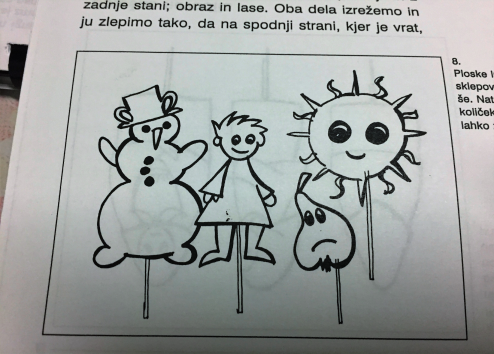 zadnje stani; obraz in lase. Oba dela izrežemo in
ju zlepimo tako, da na spodnji strani, kjer je vrat,
8.
Ploske
sklepov
še. Nat
količek
lahko